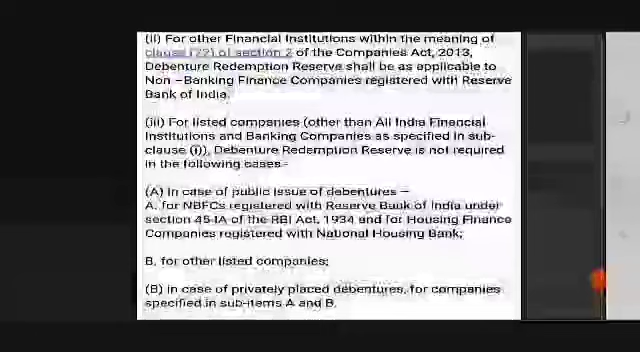 (ii) For other Financial Institutions within the meaning of
clause (72) of section 2 of the Companies Act, 2013,
Debenture Redemption Reserve shall be as applicable to
Non –Banking Finance Companies registered with Reserve
Bank of India.
(iii) For listed companies (other than All India Financial
Institutions and Banking Companies as specified in sub-
clause (i)), Debenture Redemption Reserve is not required
in the following cases -
(A) in case of public issue of debentures –
A. for NBFCs registered with Reserve Bank of India under
section 45-IA of the RBI Act, 1934 and for Housing Finance
Companies registered with National Housing Bank;
B. for other listed companies;
(B) in case of privately placed debentures, for companies
specified in sub-items A and B.